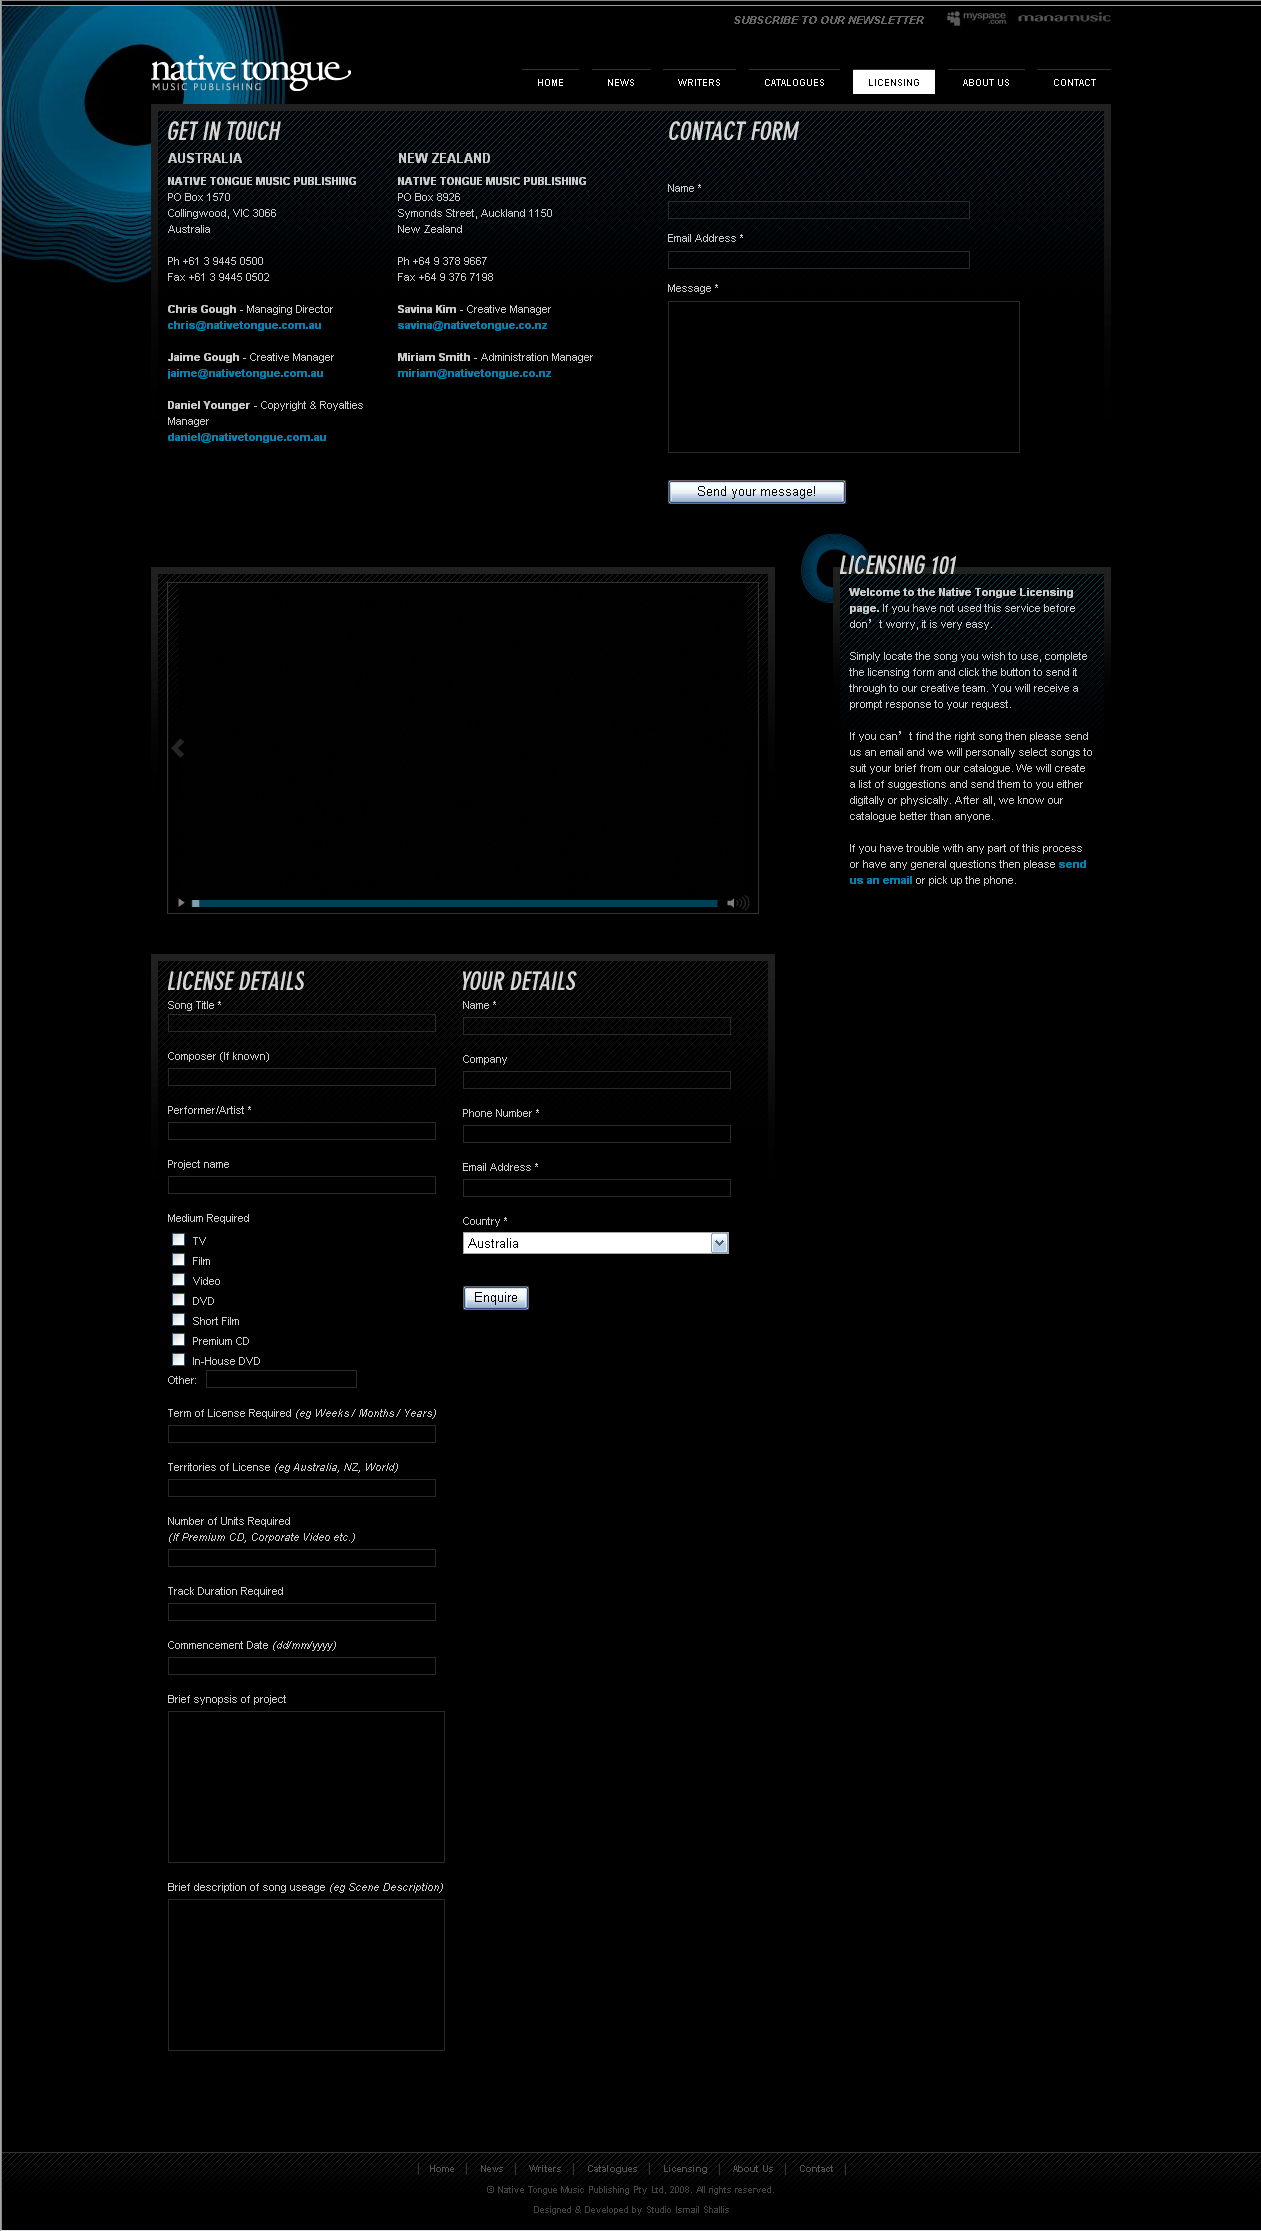 SUBSCRIBE TO OUR NEWSLETTER myspace.com manamusic
native tongue
MUSIC PUBLISHING
HOME NEWS WRITERS CATALOGUES LICENSING ABOUT US CONTACT
GET IN TOUCH
AUSTRALIA
NATIVE TONGUE MUSIC PUBLISHING
PO Box 1570
Collingwood, VIC 3066
Australia
Ph +61 3 9445 0500
Fax +61 3 9445 0502
Chris Gough - Managing Director
chris@nativetongue.com.au
Jaime Gough - Creative Manager
jaime@nativetongue.com.au
Daniel Younger - Copyright & Royalties
Manager
daniel@nativetongue.com.au
NEW ZEALAND
NATIVE TONGUE MUSIC PUBLISHING
PO Box 8926
Symonds Street, Auckland 1150
New Zealand
Ph +64 9 378 9667
Fax +64 9 376 7198
Savina Kim - Creative Manager
savina@nativetongue.co.nz
Miriam Smith - Administration Manager
miriam@nativetongue.co.nz
CONTACT FORM
Name *
Email Address *
Message *
Send your message!
LICENSING 101
Welcome to the Native Tongue Licensing
page. If you have not used this service before
don’t worry, it is very easy.
Simply locate the song you wish to use, complete
the licensing form and click the button to send it
through to our creative team. You will receive a
prompt response to your request.
If you can’t find the right song then please send
us an email and we will personally select songs to
suit your brief from our catalogue. We will create
a list of suggestions and send them to you either
digitally or physically. After all, we know our
catalogue better than anyone.
If you have trouble with any part of this process
or have any general questions then please send
us an email or pick up the phone.
LICENSE DETAILS
Song Title *
Composer (If known)
Performer/Artist *
Project name
Medium Required
TV
Film
Video
DVD
Short Film
Premium CD
In-House DVD
Other:
Term of License Required (eg Weeks / Months / Years)
Territories of License (eg Australia, NZ, World)
Number of Units Required
(If Premium CD, Corporate Video etc.)
Track Duration Required
Commencement Date (dd/mm/yyyy)
Brief synopsis of project
Brief description of song useage (eg Scene Description)
YOUR DETAILS
Name *
Company
Phone Number *
Email Address *
Country *
Australia
Enquire
| Home | News | Writers | Catalogues | Licensing | About Us | Contact |
© Native Tongue Music Publishing Pty Ltd, 2008. All rights reserved.
Designed & Developed by Studio Ismail Shallis